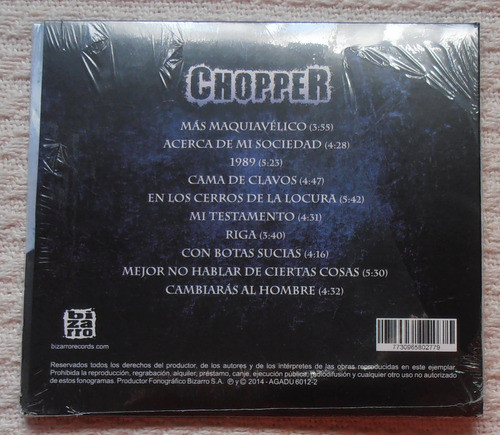 CHOPPER
MÁS MAQUIAVÉLICO (3:55)
ACERCA DE MI SOCIEDAD (4:28)
1989 (5:23)
CAMA DE CLAVOS (4:47)
EN LOS CERROS DE LA LOCURA (5:42)
MI TESTAMENTO (4:31)
RIGA (3:40)
CON BOTAS SUCIAS (4:16)
MEJOR NO HABLAR DE CIERTAS COSAS (5:30)
CAMBIARÁS AL HOMBRE (4:32)
bi
za
rro
bizarrorecords.com
7730965602779
Reservados todos los derechos del productor, de los autores y de los intérpretes de las obras reproducidas en este ejemplar.
Prohibida la reproducción, regrabación, alquiler, préstamo, canje, ejecución pública, radiodifusión y cualquier otro uso no autorizado
de estos fonogramas. Productor Fonográfico Bizarro S.A. ℗ y © 2014 - AGADU 6012-2